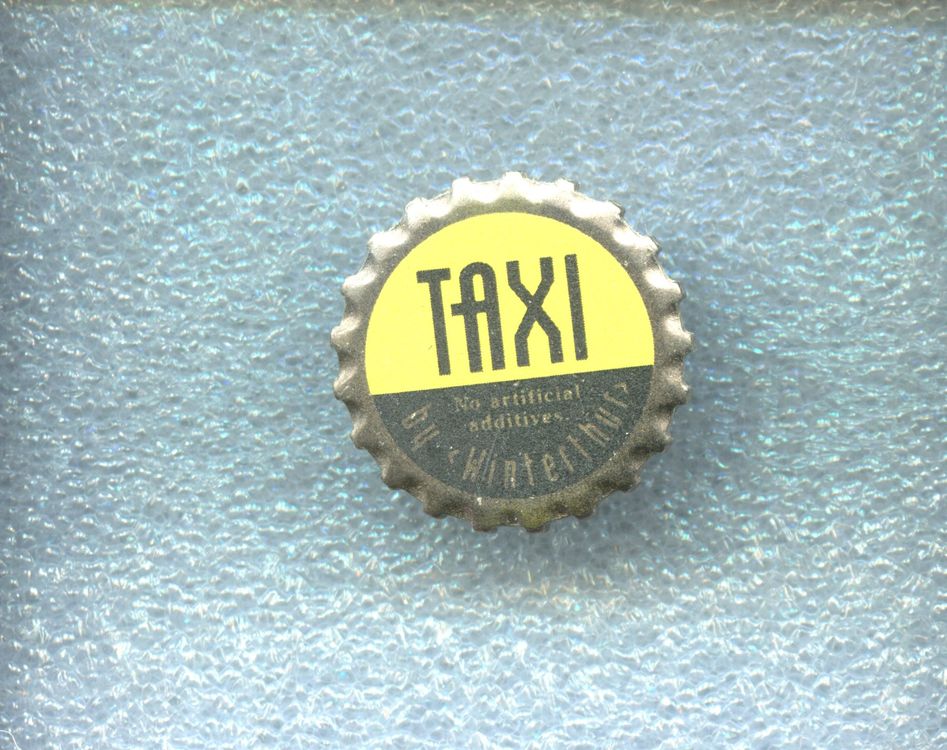 TAXI
No artificial
additives
by «Winterthur»